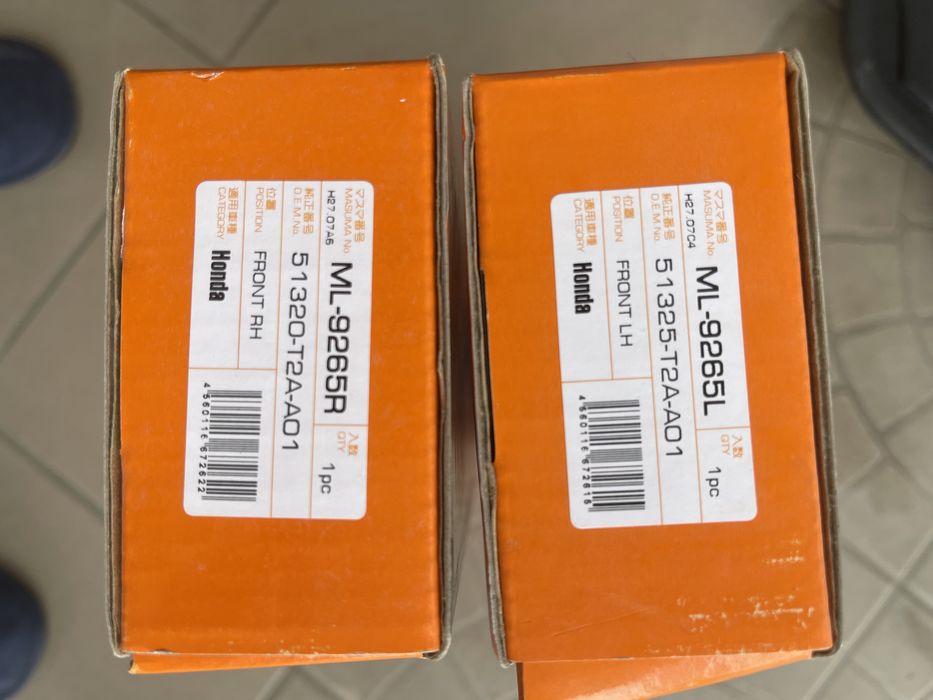 マスマ番号
MASUMA No.
H27.07A6
ML-9265R
入数
QTY
1pc
純正番号
O.E.M.No.
51320-T2A-A01
位置
POSITION
FRONT RH
適用車種
CATEGORY
Honda
4560116672622
マスマ番号
MASUMA No.
H27.07C4
ML-9265L
入数
QTY
1pc
純正番号
O.E.M.No.
51325-T2A-A01
位置
POSITION
FRONT LH
適用車種
CATEGORY
Honda
4560116672615